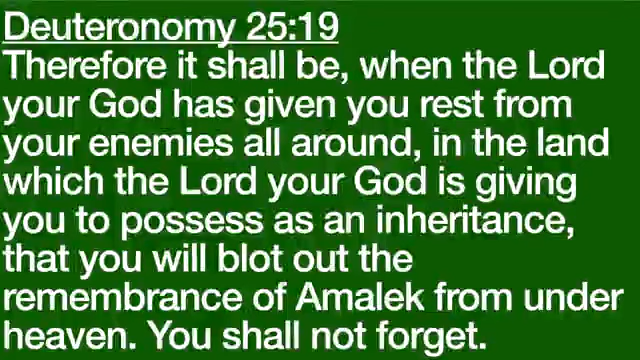 Deuteronomy 25:19
Therefore it shall be, when the Lord
your God has given you rest from
your enemies all around, in the land
which the Lord your God is giving
you to possess as an inheritance,
that you will blot out the
remembrance of Amalek from under
heaven. You shall not forget.